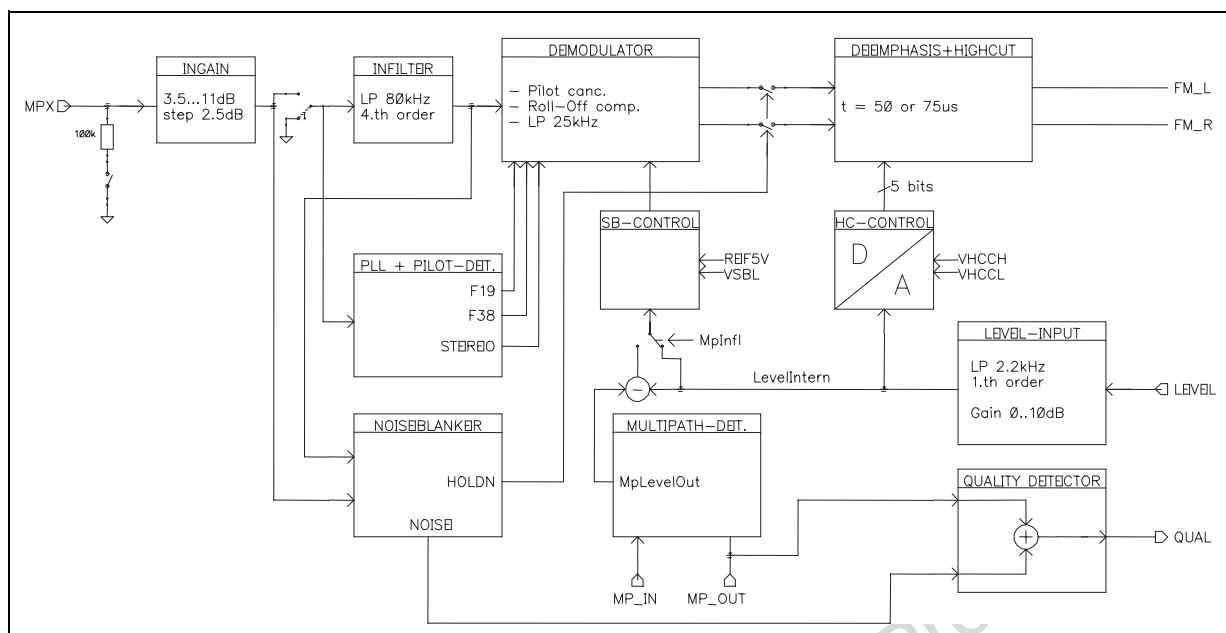 DEMODULATOR
DEEMPHASIS+HIGHCUT
INGAIN
INFILTER
MPX
3.5...11dB
step 2.5dB
LP 80kHz
4.th order
- Pilot canc.
- Roll-Off comp.
- LP 25kHz
t = 50 or 75us
FM_L
FM_R
100k
5 bits
SB-CONTROL
HC-CONTROL
D
A
REF5V
VSBL
VHCCH
VHCCL
PLL + PILOT-DET.
F19
F38
STEREO
MpInfl
LevelIntern
LEVEL-INPUT
LP 2.2kHz
1.th order
Gain 0..10dB
LEVEL
NOISEBLANKER
HOLDN
NOISE
MULTIPATH-DET.
MpLevelOut
-
MP_IN
MP_OUT
QUALITY DETECTOR
+
QUAL